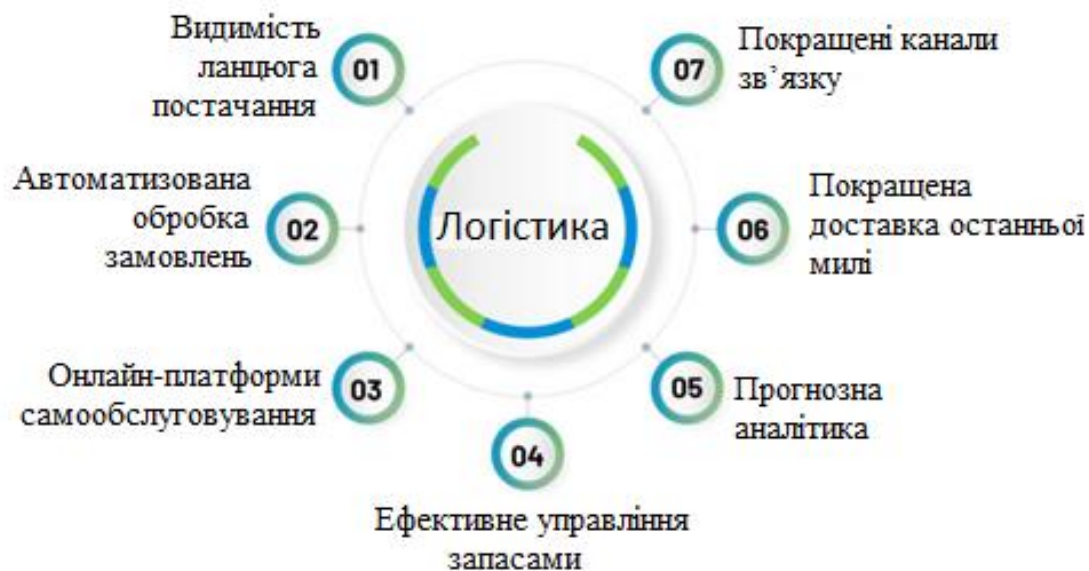 Логістика
01
Видимість
ланцюга
постачання
02
Автоматизована
обробка
замовлень
03
Онлайн-платформи
самообслуговування
04
Ефективне управління
запасами
05
Прогнозна
аналітика
06
Покращена
доставка останньої
милі
07
Покращені канали
зв’язку